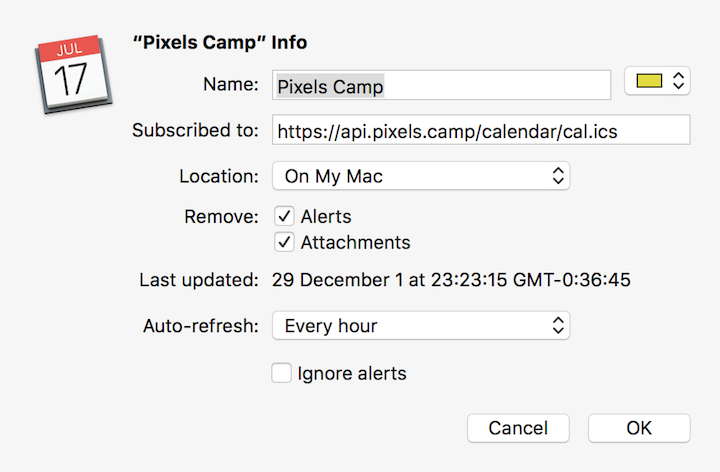 JUL
17
“Pixels Camp” Info
Name: Pixels Camp
Subscribed to: https://api.pixels.camp/calendar/cal.ics
Location: On My Mac
Remove: Alerts
Attachments
Last updated: 29 December 1 at 23:23:15 GMT-0:36:45
Auto-refresh: Every hour
Ignore alerts
Cancel OK